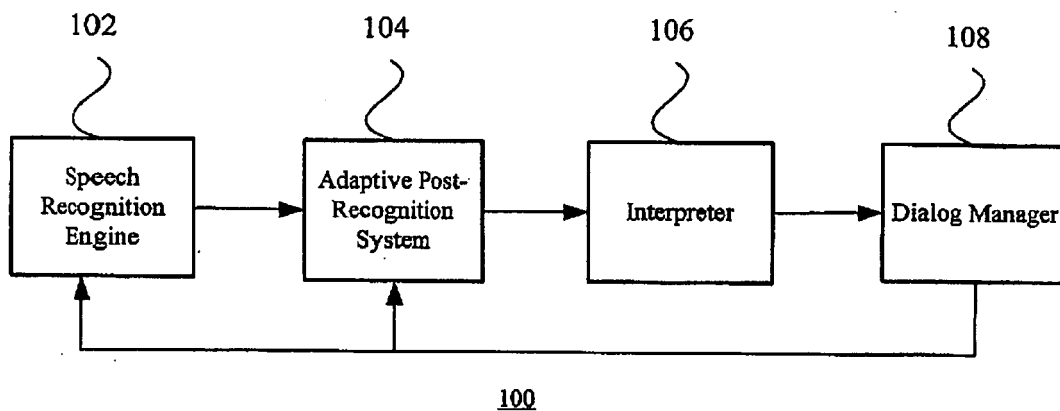 102
104
106
108
Speech
Recognition
Engine
Adaptive Post-
Recognition
System
Interpreter
Dialog Manager
100